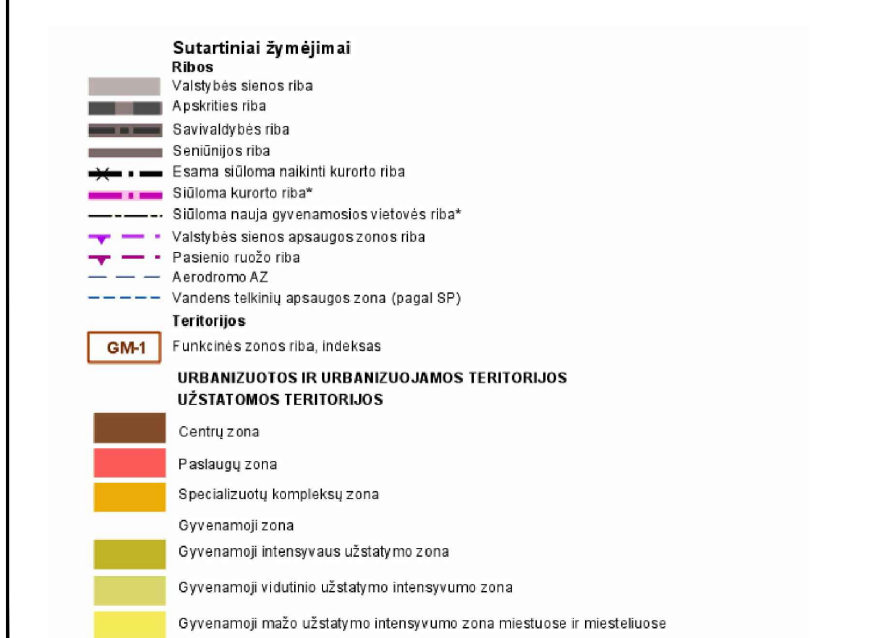 Sutartiniai žymėjimai
Ribos
Valstybės sienos riba
Apskrities riba
Savivaldybės riba
Seniūnijos riba
Esama siūloma naikinti kurorto riba
Siūloma kurorto riba*
Siūloma nauja gyvenamosios vietovės riba*
Valstybės sienos apsaugos zonos riba
Pasienio ruožo riba
Aerodromo AZ
Vandens telkinių apsaugos zona (pagal SP)
Teritorijos
GM-1 Funkcinės zonos riba, indeksas
URBANIZUOTOS IR URBANIZUOJAMOS TERITORIJOS
UŽSTATOMOS TERITORIJOS
Centrų zona
Paslaugų zona
Specializuotų kompleksų zona
Gyvenamoji zona
Gyvenamoji intensyvaus užstatymo zona
Gyvenamoji vidutinio užstatymo intensyvumo zona
Gyvenamoji mažo užstatymo intensyvumo zona miestuose ir miesteliuose